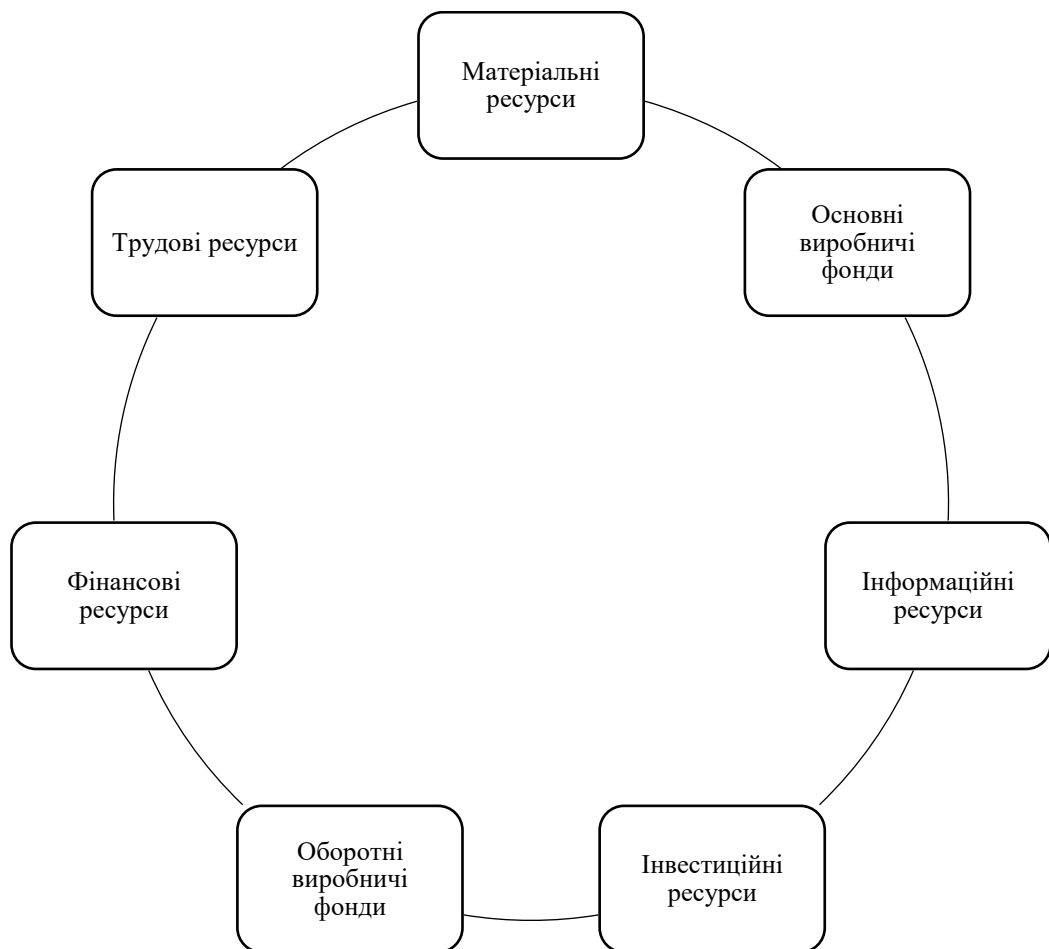 Матеріальні
ресурси
Основні
виробничі
фонди
Інформаційні
ресурси
Інвестиційні
ресурси
Оборотні
виробничі
фонди
Фінансові
ресурси
Трудові ресурси